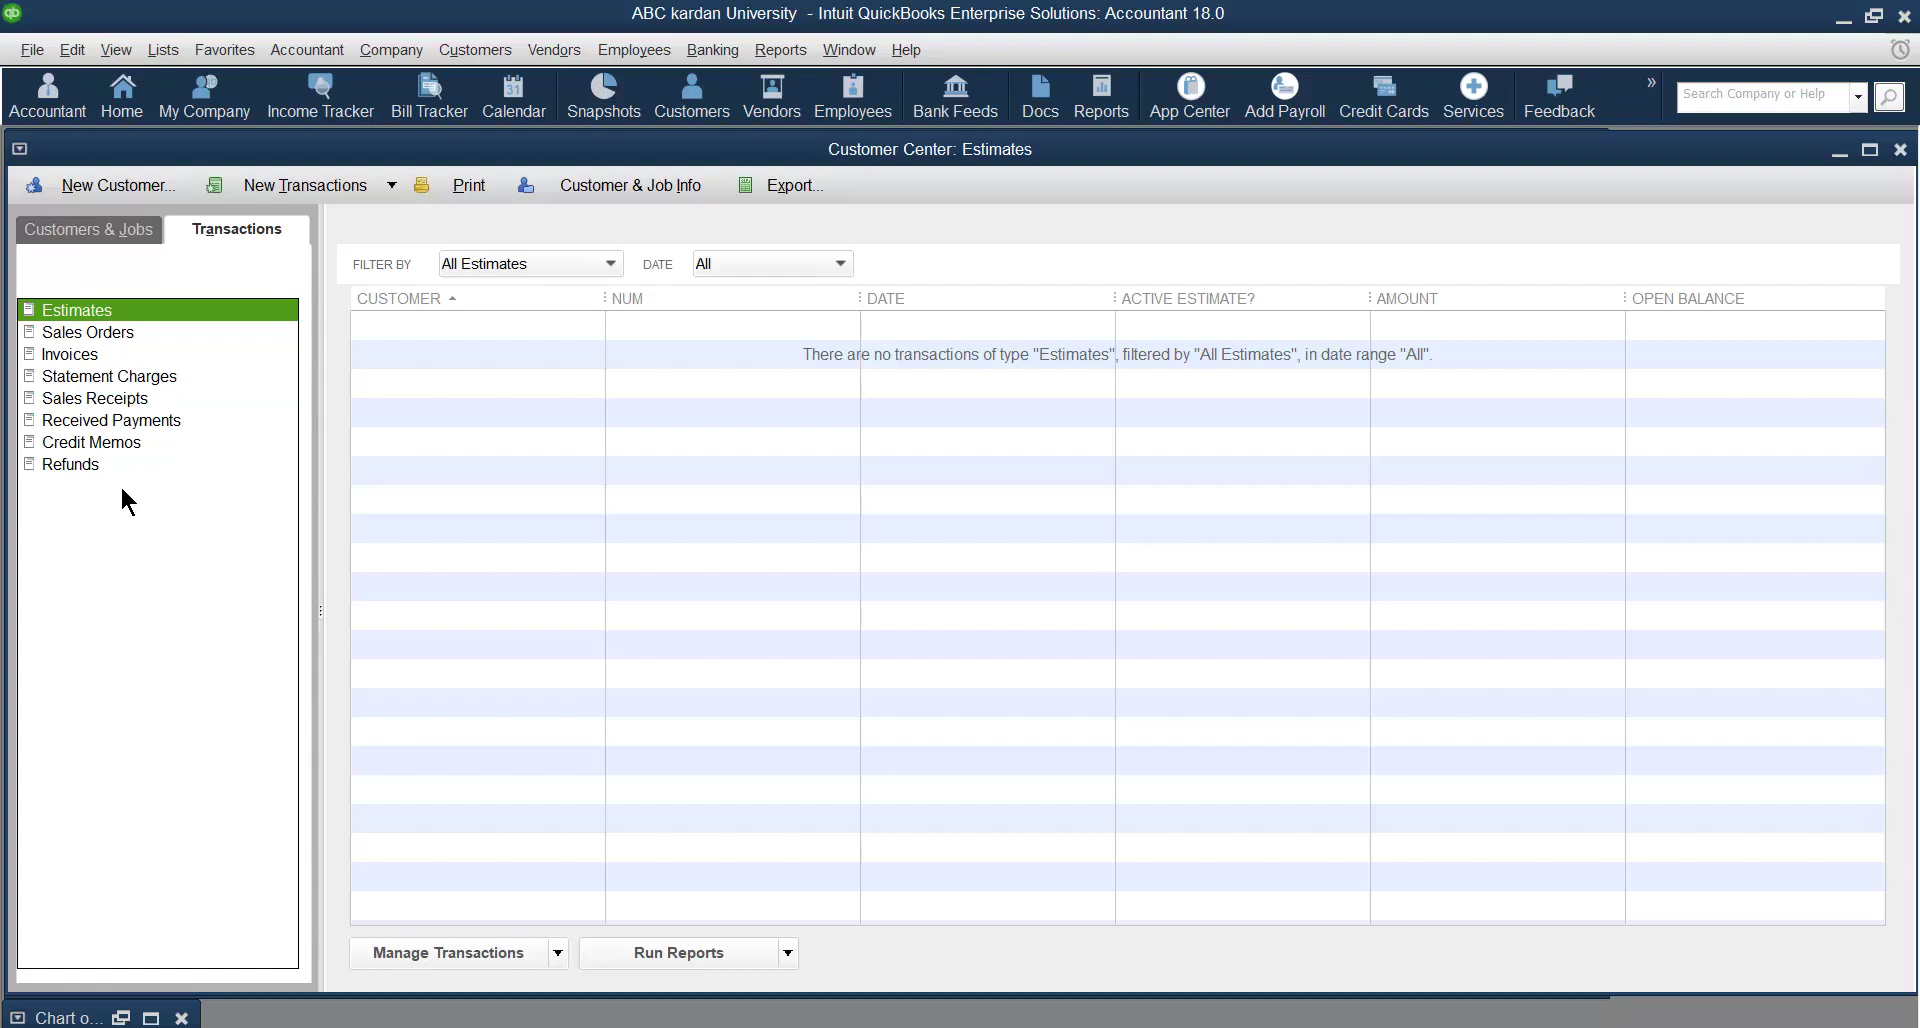 ABC kardan University - Intuit QuickBooks Enterprise Solutions: Accountant 18.0
File Edit View Lists Favorites Accountant Company Customers Vendors Employees Banking Reports Window Help
Accountant Home My Company Income Tracker Bill Tracker Calendar Snapshots Customers Vendors Employees Bank Feeds Docs Reports App Center Add Payroll Credit Cards Services Feedback » Search Company or Help
Customer Center: Estimates
New Customer... New Transactions Print Customer & Job Info Export...
Customers & Jobs Transactions
FILTER BY All Estimates DATE All
CUSTOMER NUM DATE ACTIVE ESTIMATE? AMOUNT OPEN BALANCE
There are no transactions of type "Estimates", filtered by "All Estimates", in date range "All".
Estimates
Sales Orders
Invoices
Statement Charges
Sales Receipts
Received Payments
Credit Memos
Refunds
Manage Transactions Run Reports
Chart o...